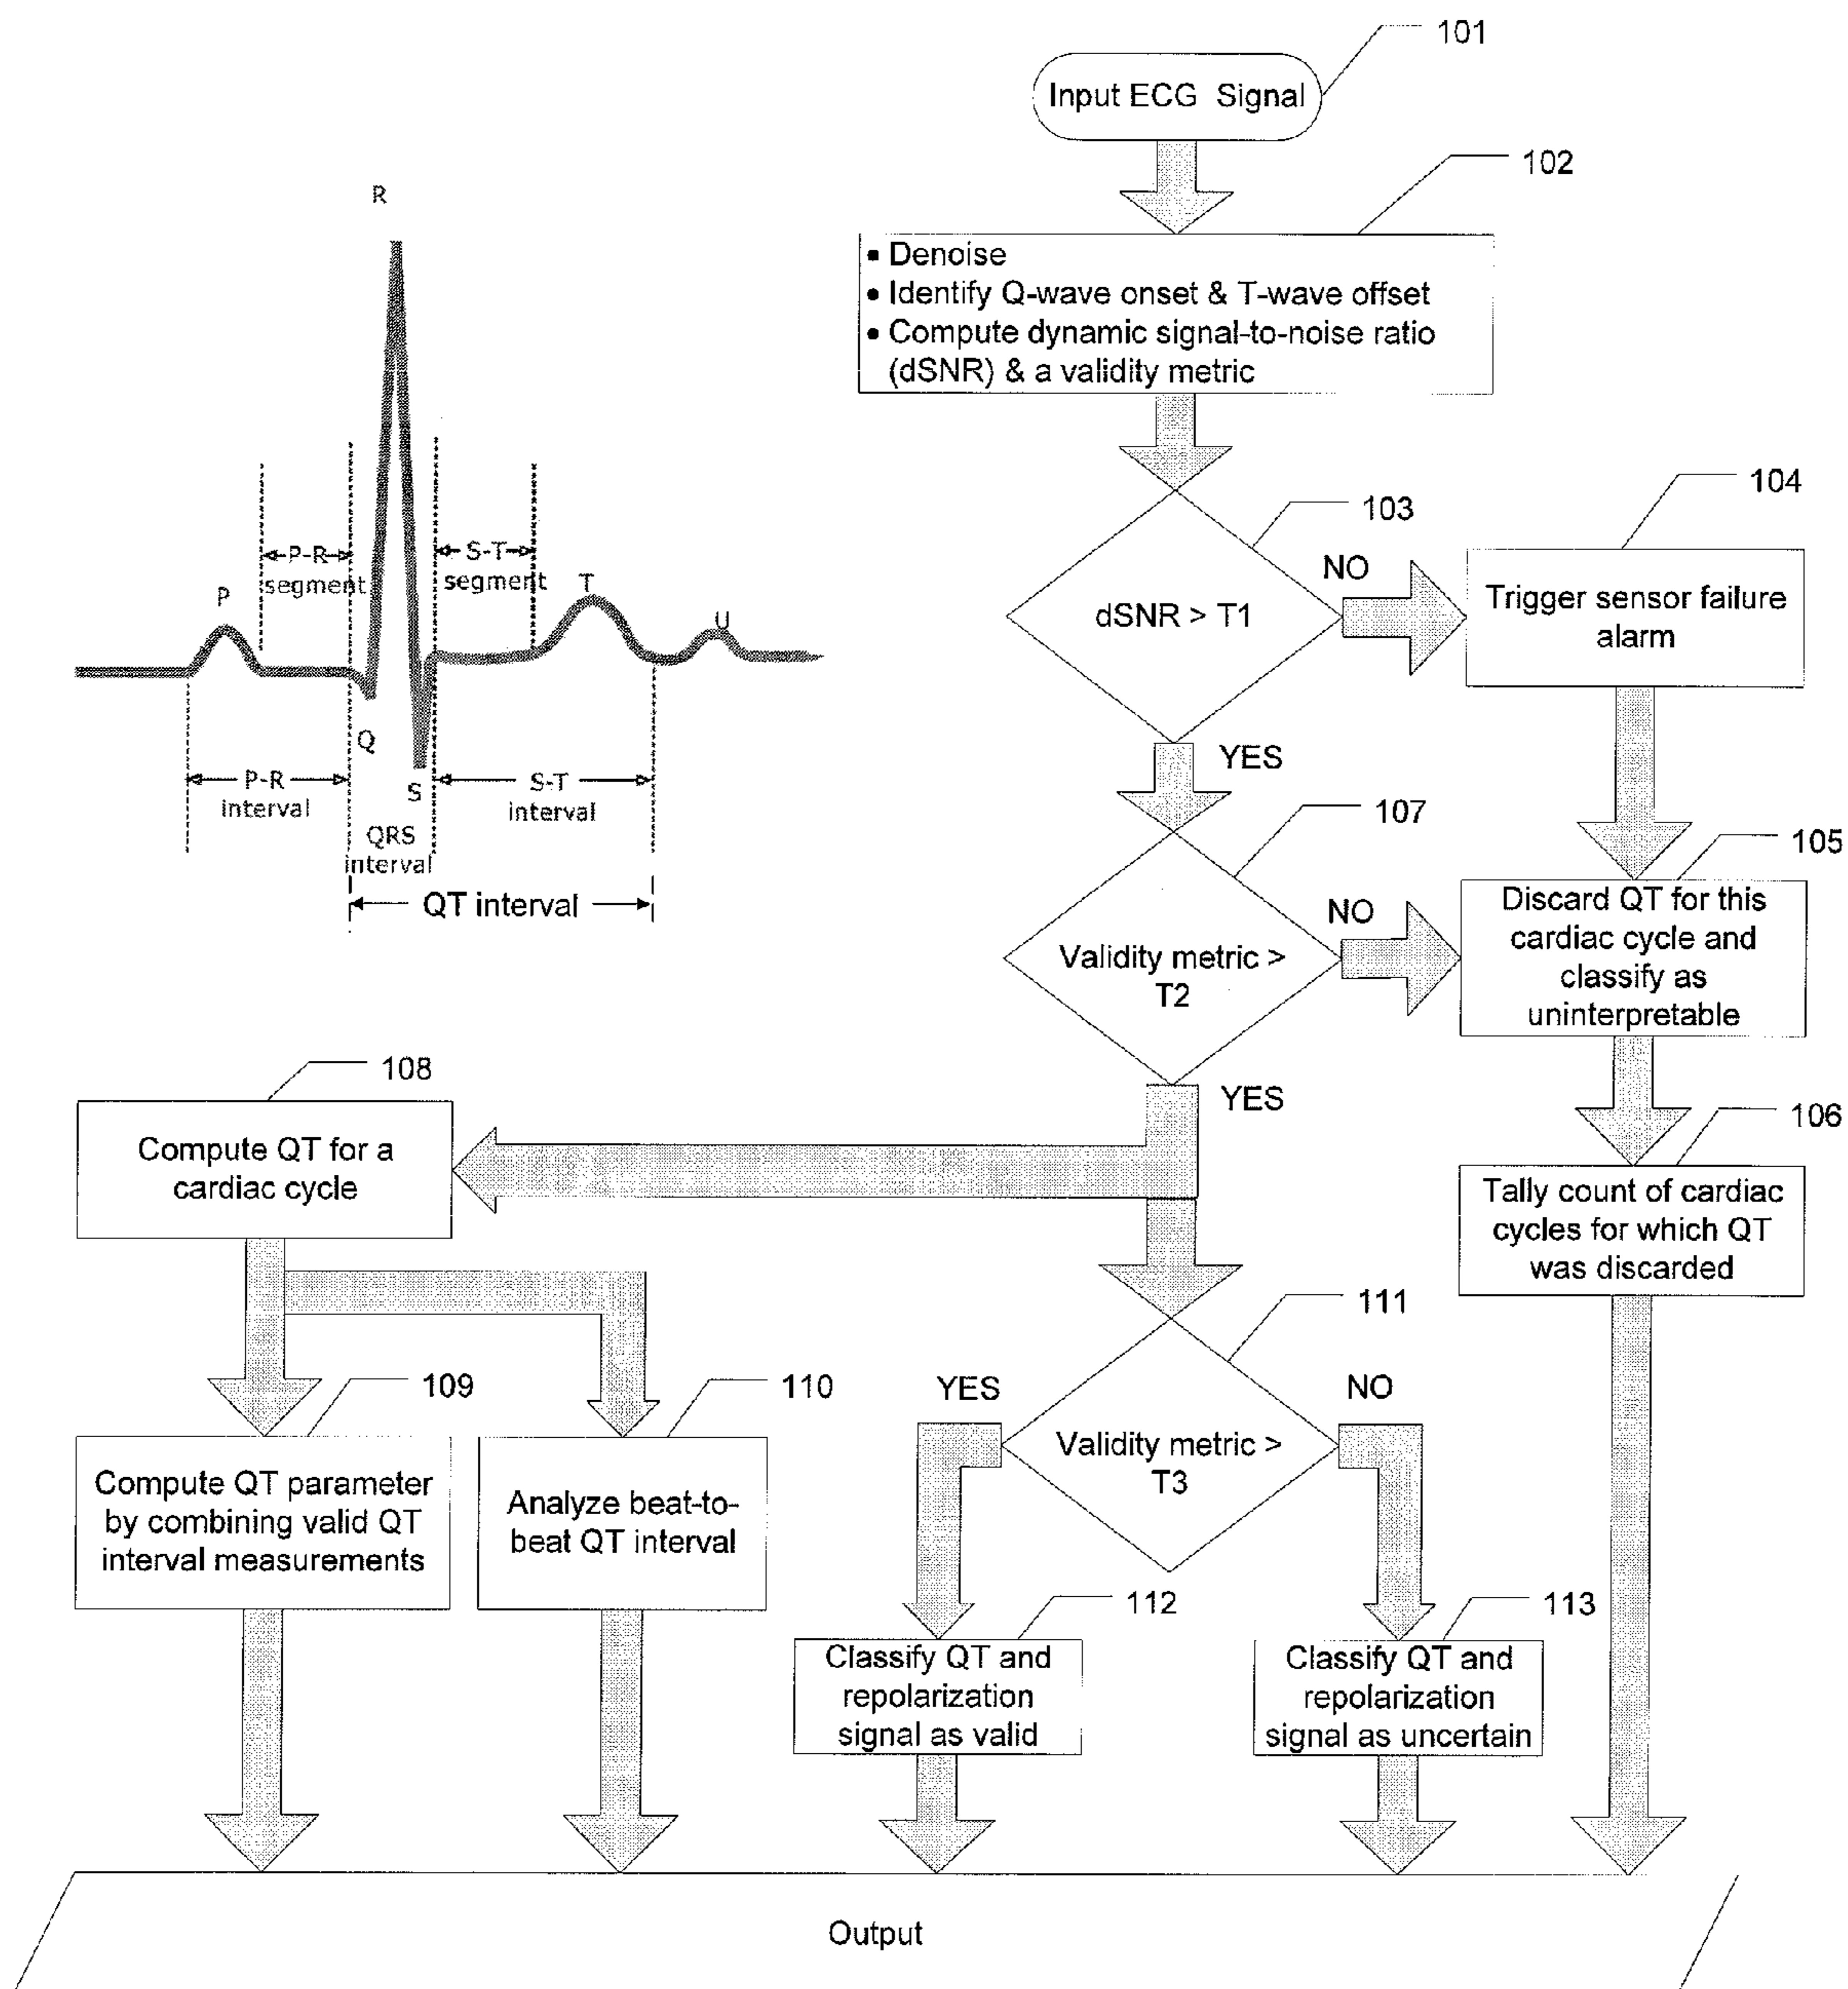 101
Input ECG Signal
102
• Denoise
• Identify Q-wave onset & T-wave offset
• Compute dynamic signal-to-noise ratio
(dSNR) & a validity metric
R
P-R
segment
S-T
segment
P
T
U
Q
S
P-R
interval
S-T
interval
QRS
interval
QT interval
103
dSNR > T1
NO
104
Trigger sensor failure
alarm
YES
107
Validity metric >
T2
NO
105
Discard QT for this
cardiac cycle and
classify as
uninterpretable
YES
106
Tally count of cardiac
cycles for which QT
was discarded
108
Compute QT for a
cardiac cycle
109
Compute QT parameter
by combining valid QT
interval measurements
110
Analyze beat-to-
beat QT interval
111
Validity metric >
T3
YES
NO
112
Classify QT and
repolarization
signal as valid
113
Classify QT and
repolarization
signal as uncertain
Output